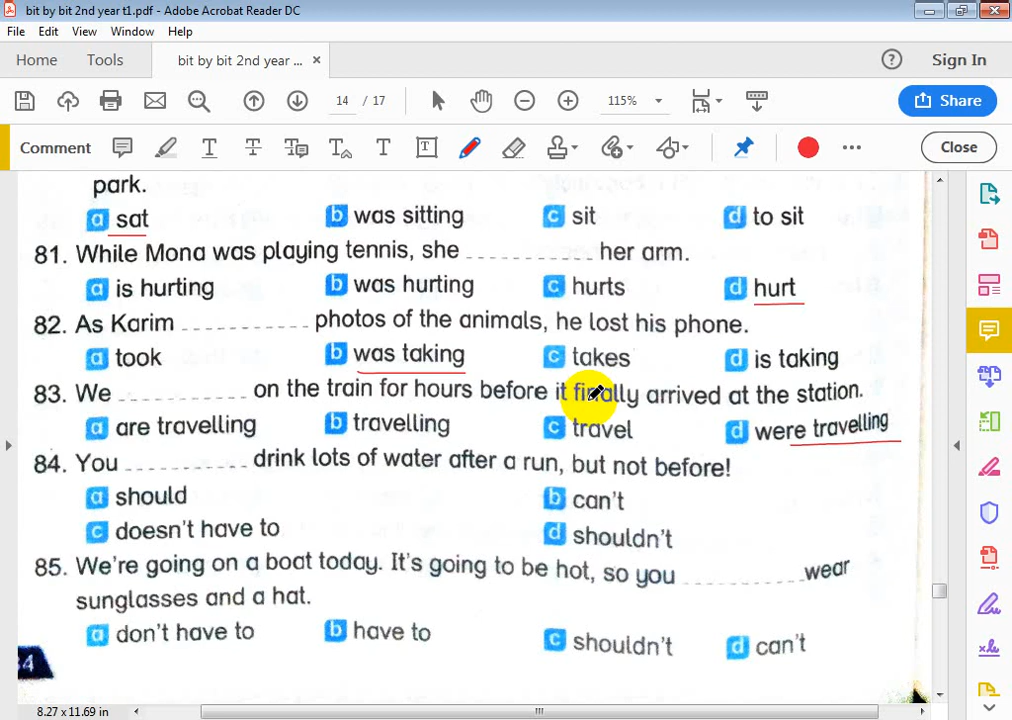 bit by bit 2nd year t1.pdf - Adobe Acrobat Reader DC
File Edit View Window Help
Home Tools bit by bit 2nd year ... × Sign In
14 / 17 115% Share
Comment Close
park.
a sat b was sitting c sit d to sit
81. While Mona was playing tennis, she ____________ her arm.
a is hurting b was hurting c hurts d hurt
82. As Karim ____________ photos of the animals, he lost his phone.
a took b was taking c takes d is taking
83. We ____________ on the train for hours before it finally arrived at the station.
a are travelling b travelling c travel d were travelling
84. You ____________ drink lots of water after a run, but not before!
a should b can't
c doesn't have to d shouldn't
85. We're going on a boat today. It's going to be hot, so you ____________ wear
sunglasses and a hat.
a don't have to b have to c shouldn't d can't
4
8.27 x 11.69 in